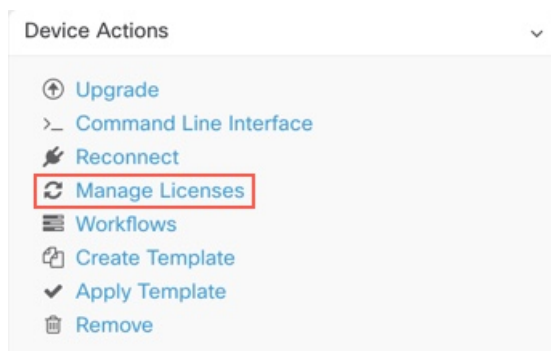 Device Actions
Upgrade
Command Line Interface
Reconnect
Manage Licenses
Workflows
Create Template
Apply Template
Remove